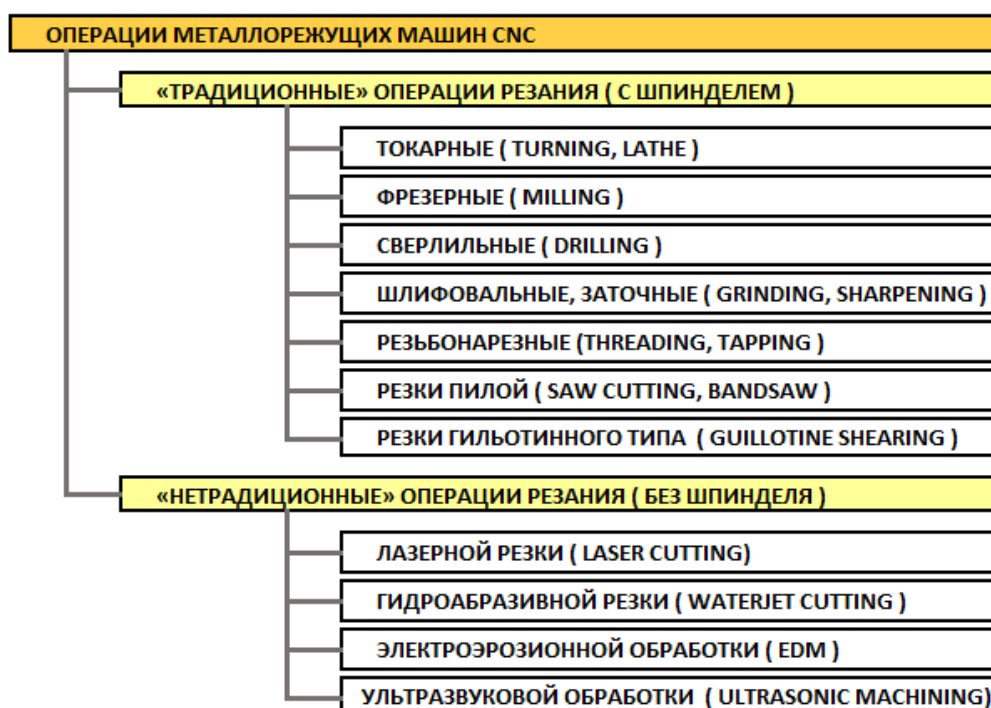 ОПЕРАЦИИ МЕТАЛЛОРЕЖУЩИХ МАШИН CNC
«ТРАДИЦИОННЫЕ» ОПЕРАЦИИ РЕЗАНИЯ ( С ШПИНДЕЛЕМ )
ТОКАРНЫЕ ( TURNING, LATHE )
ФРЕЗЕРНЫЕ ( MILLING )
СВЕРЛИЛЬНЫЕ ( DRILLING )
ШЛИФОВАЛЬНЫЕ, ЗАТОЧНЫЕ ( GRINDING, SHARPENING )
РЕЗЬБОНАРЕЗНЫЕ (THREADING, TAPPING )
РЕЗКИ ПИЛОЙ ( SAW CUTTING, BANDSAW )
РЕЗКИ ГИЛЬОТИННОГО ТИПА ( GUILLOTINE SHEARING )
«НЕТРАДИЦИОННЫЕ» ОПЕРАЦИИ РЕЗАНИЯ ( БЕЗ ШПИНДЕЛЯ )
ЛАЗЕРНОЙ РЕЗКИ ( LASER CUTTING)
ГИДРОАБРАЗИВНОЙ РЕЗКИ ( WATERJET CUTTING )
ЭЛЕКТРОЭРОЗИОННОЙ ОБРАБОТКИ ( EDM )
УЛЬТРАЗВУКОВОЙ ОБРАБОТКИ ( ULTRASONIC MACHINING)